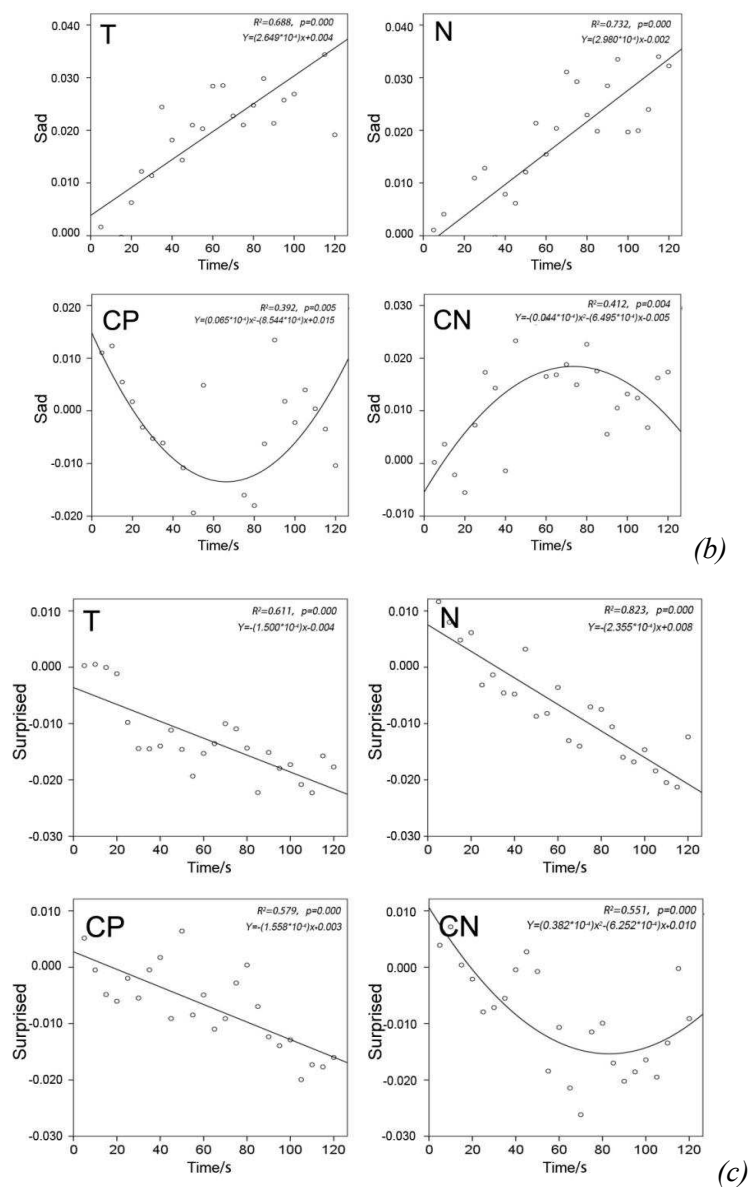 T
R²=0.688, p=0.000
Y=(2.649*10⁻⁴)x+0.004
0.040
0.030
0.020
0.010
0.000
Sad
0 20 40 60 80 100 120
Time/s
N
R²=0.732, p=0.000
Y=(2.980*10⁻⁴)x-0.002
0.040
0.030
0.020
0.010
0.000
Sad
0 20 40 60 80 100 120
Time/s
CP
R²=0.392, p=0.005
Y=(0.065*10⁻⁴)x²-(8.544*10⁻⁴)x+0.015
0.020
0.010
0.000
-0.010
-0.020
Sad
0 20 40 60 80 100 120
Time/s
CN
R²=0.412, p=0.004
Y=-(0.044*10⁻⁴)x²-(6.495*10⁻⁴)x-0.005
0.030
0.020
0.010
0.000
-0.010
Sad
0 20 40 60 80 100 120
Time/s
(b)
T
R²=0.611, p=0.000
Y=-(1.500*10⁻⁴)x-0.004
0.010
0.000
-0.010
-0.020
-0.030
Surprised
0 20 40 60 80 100 120
Time/s
N
R²=0.823, p=0.000
Y=-(2.355*10⁻⁴)x+0.008
0.010
0.000
-0.010
-0.020
-0.030
Surprised
0 20 40 60 80 100 120
Time/s
CP
R²=0.579, p=0.000
Y=-(1.558*10⁻⁴)x+0.003
0.010
0.000
-0.010
-0.020
-0.030
Surprised
0 20 40 60 80 100 120
Time/s
CN
R²=0.551, p=0.000
Y=(0.382*10⁻⁴)x²-(6.252*10⁻⁴)x+0.010
0.010
0.000
-0.010
-0.020
-0.030
Surprised
0 20 40 60 80 100 120
Time/s
(c)